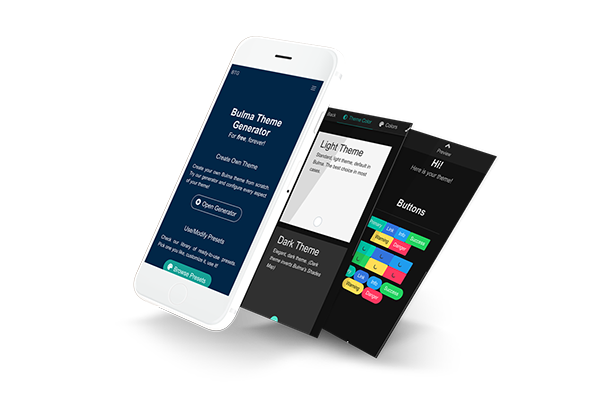 BTG
Bulma Theme
Generator
For free, forever!
Create Own Theme
Create your own Bulma theme from scratch.
Try our generator and configure every aspect
of your theme!
Open Generator
Use/Modify Presets
Check our library of ready-to-use presets
Pick one you like, customize it, use it!
Browse Presets
Back
Theme Color
Colors
Light Theme
Standard, light theme, default in
Bulma. The best choice in most
cases.
Dark Theme
Elegant, dark theme. (Dark
theme inverts Bulma's Shades
Map)
Preview
Hi!
Here is your theme!
Buttons
Primary Link Info Success
Warning Danger
Link Info Success
Warning Danger